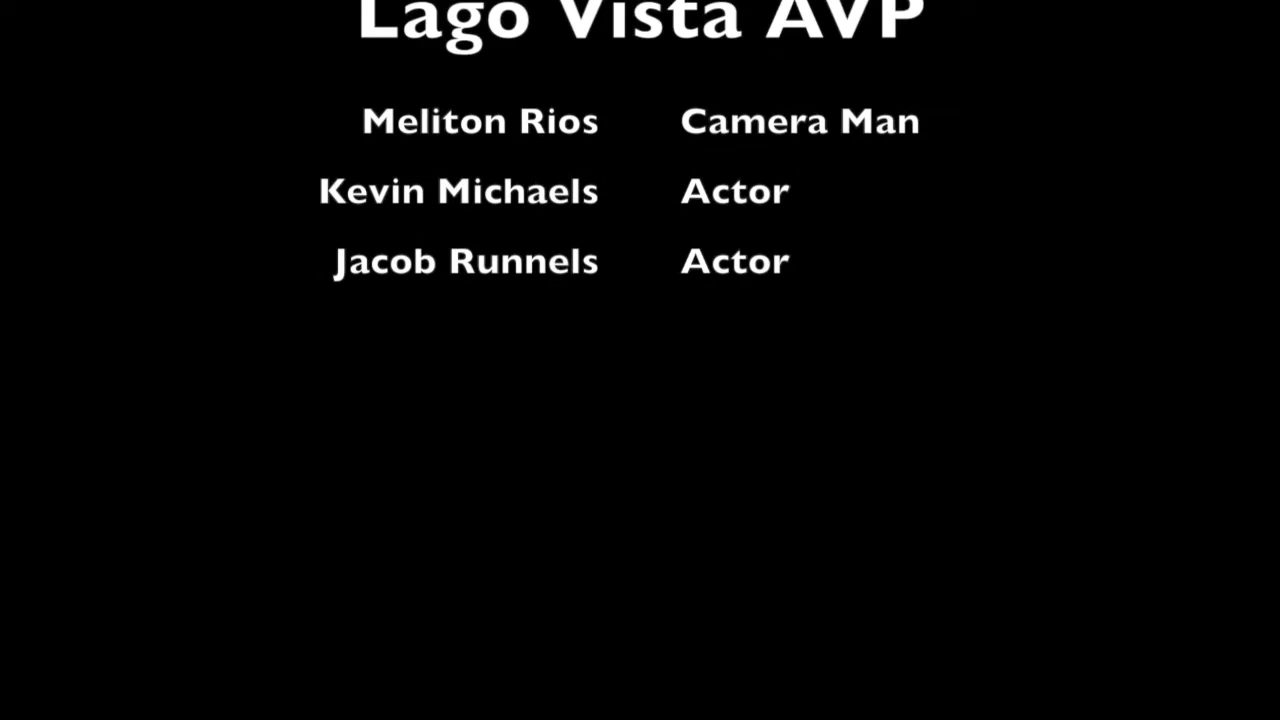 Lago Vista AVP
Meliton Rios Camera Man
Kevin Michaels Actor
Jacob Runnels Actor